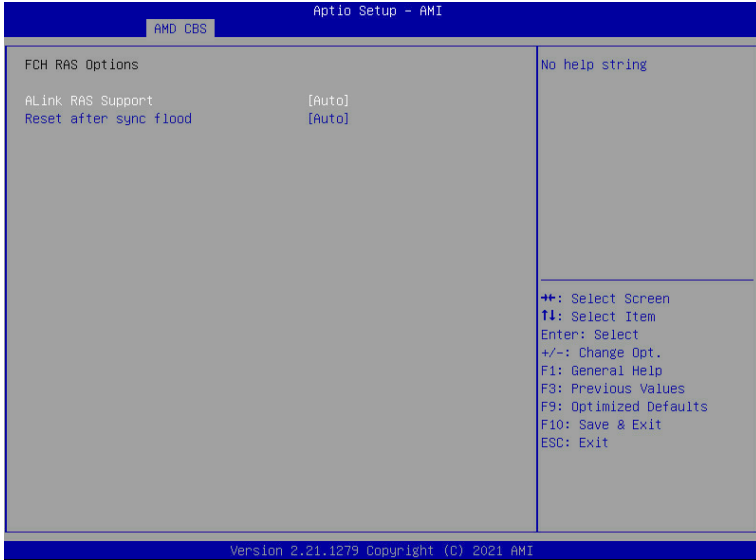 Aptio Setup – AMI
AMD CBS
FCH RAS Options
ALink RAS Support [Auto]
Reset after sync flood [Auto]
No help string
→←: Select Screen
↑↓: Select Item
Enter: Select
+/-: Change Opt.
F1: General Help
F3: Previous Values
F9: Optimized Defaults
F10: Save & Exit
ESC: Exit
Version 2.21.1279 Copyright (C) 2021 AMI